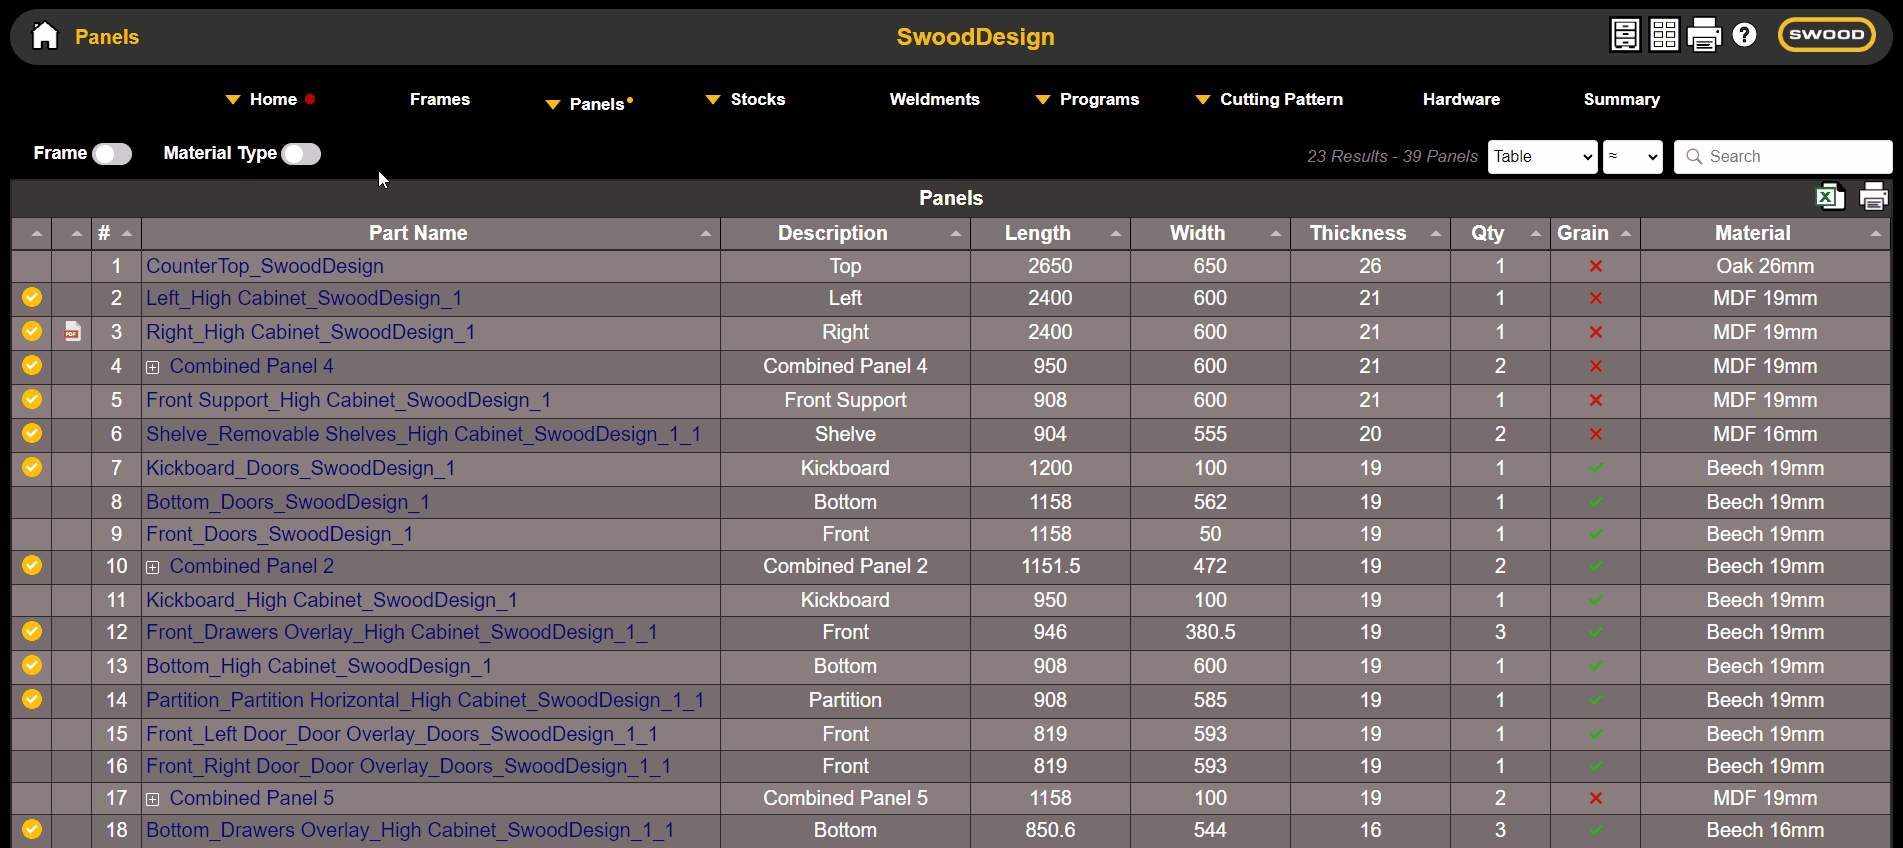 Panels
SwoodDesign
SWOOD
Home Frames Panels Stocks Weldments Programs Cutting Pattern Hardware Summary
Frame Material Type 23 Results - 39 Panels Table ≈ Search
Panels
# Part Name Description Length Width Thickness Qty Grain Material
1 CounterTop_SwoodDesign Top 2650 650 26 1 Oak 26mm
2 Left_High Cabinet_SwoodDesign_1 Left 2400 600 21 1 MDF 19mm
PDF 3 Right_High Cabinet_SwoodDesign_1 Right 2400 600 21 1 MDF 19mm
4 Combined Panel 4 Combined Panel 4 950 600 21 2 MDF 19mm
5 Front Support_High Cabinet_SwoodDesign_1 Front Support 908 600 21 1 MDF 19mm
6 Shelve_Removable Shelves_High Cabinet_SwoodDesign_1_1 Shelve 904 555 20 2 MDF 16mm
7 Kickboard_Doors_SwoodDesign_1 Kickboard 1200 100 19 1 Beech 19mm
8 Bottom_Doors_SwoodDesign_1 Bottom 1158 562 19 1 Beech 19mm
9 Front_Doors_SwoodDesign_1 Front 1158 50 19 1 Beech 19mm
10 Combined Panel 2 Combined Panel 2 1151.5 472 19 2 Beech 19mm
11 Kickboard_High Cabinet_SwoodDesign_1 Kickboard 950 100 19 1 Beech 19mm
12 Front_Drawers Overlay_High Cabinet_SwoodDesign_1_1 Front 946 380.5 19 3 Beech 19mm
13 Bottom_High Cabinet_SwoodDesign_1 Bottom 908 600 19 1 Beech 19mm
14 Partition_Partition Horizontal_High Cabinet_SwoodDesign_1_1 Partition 908 585 19 1 Beech 19mm
15 Front_Left Door_Door Overlay_Doors_SwoodDesign_1_1 Front 819 593 19 1 Beech 19mm
16 Front_Right Door_Door Overlay_Doors_SwoodDesign_1_1 Front 819 593 19 1 Beech 19mm
17 Combined Panel 5 Combined Panel 5 1158 100 19 2 MDF 19mm
18 Bottom_Drawers Overlay_High Cabinet_SwoodDesign_1_1 Bottom 850.6 544 16 3 Beech 16mm